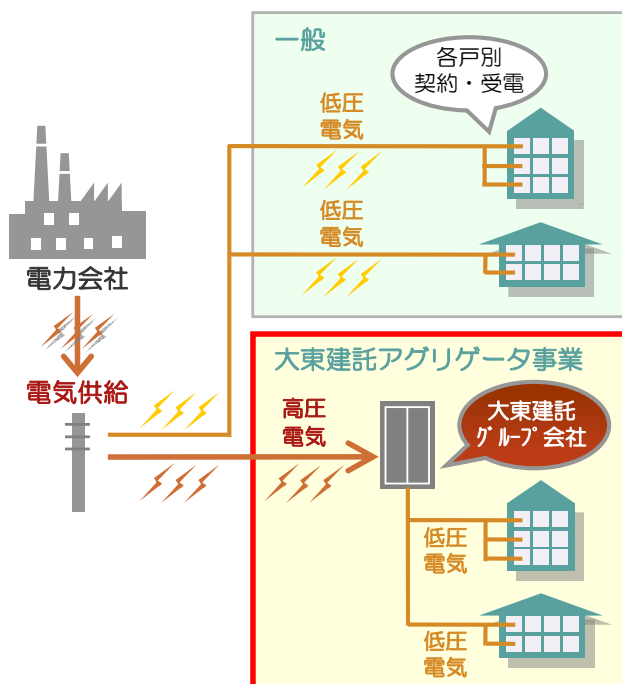 一般
各戸別
契約・受電
低圧
電気
低圧
電気
電力会社
電気供給
大東建託アグリゲータ事業
高圧
電気
大東建託
ｸﾞﾙｰﾌﾟ会社
低圧
電気
低圧
電気